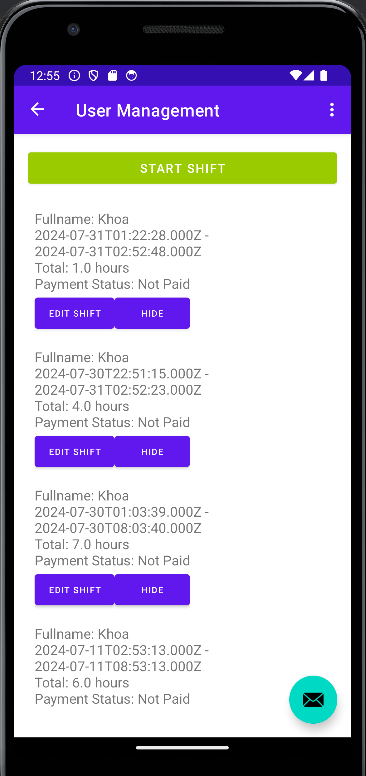 12:55
User Management
START SHIFT
Fullname: Khoa
2024-07-31T01:22:28.000Z -
2024-07-31T02:52:48.000Z
Total: 1.0 hours
Payment Status: Not Paid
EDIT SHIFT HIDE
Fullname: Khoa
2024-07-30T22:51:15.000Z -
2024-07-31T02:52:23.000Z
Total: 4.0 hours
Payment Status: Not Paid
EDIT SHIFT HIDE
Fullname: Khoa
2024-07-30T01:03:39.000Z -
2024-07-30T08:03:40.000Z
Total: 7.0 hours
Payment Status: Not Paid
EDIT SHIFT HIDE
Fullname: Khoa
2024-07-11T02:53:13.000Z -
2024-07-11T08:53:13.000Z
Total: 6.0 hours
Payment Status: Not Paid